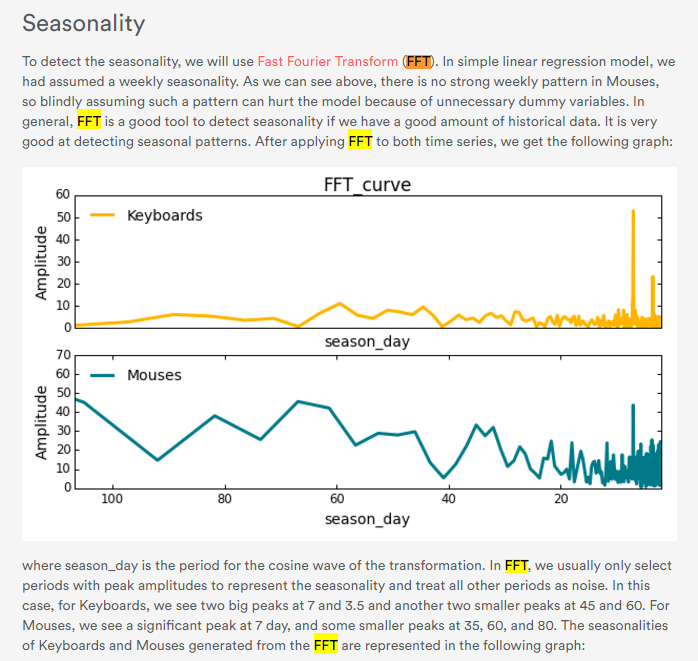 Seasonality
To detect the seasonality, we will use Fast Fourier Transform (FFT). In simple linear regression model, we
had assumed a weekly seasonality. As we can see above, there is no strong weekly pattern in Mouses,
so blindly assuming such a pattern can hurt the model because of unnecessary dummy variables. In
general, FFT is a good tool to detect seasonality if we have a good amount of historical data. It is very
good at detecting seasonal patterns. After applying FFT to both time series, we get the following graph:
FFT_curve
60
50
40
30
20
10
0
Amplitude
Keyboards
season_day
70
60
50
40
30
20
10
0
Amplitude
Mouses
100 80 60 40 20
season_day
where season_day is the period for the cosine wave of the transformation. In FFT, we usually only select
periods with peak amplitudes to represent the seasonality and treat all other periods as noise. In this
case, for Keyboards, we see two big peaks at 7 and 3.5 and another two smaller peaks at 45 and 60. For
Mouses, we see a significant peak at 7 day, and some smaller peaks at 35, 60, and 80. The seasonalities
of Keyboards and Mouses generated from the FFT are represented in the following graph: